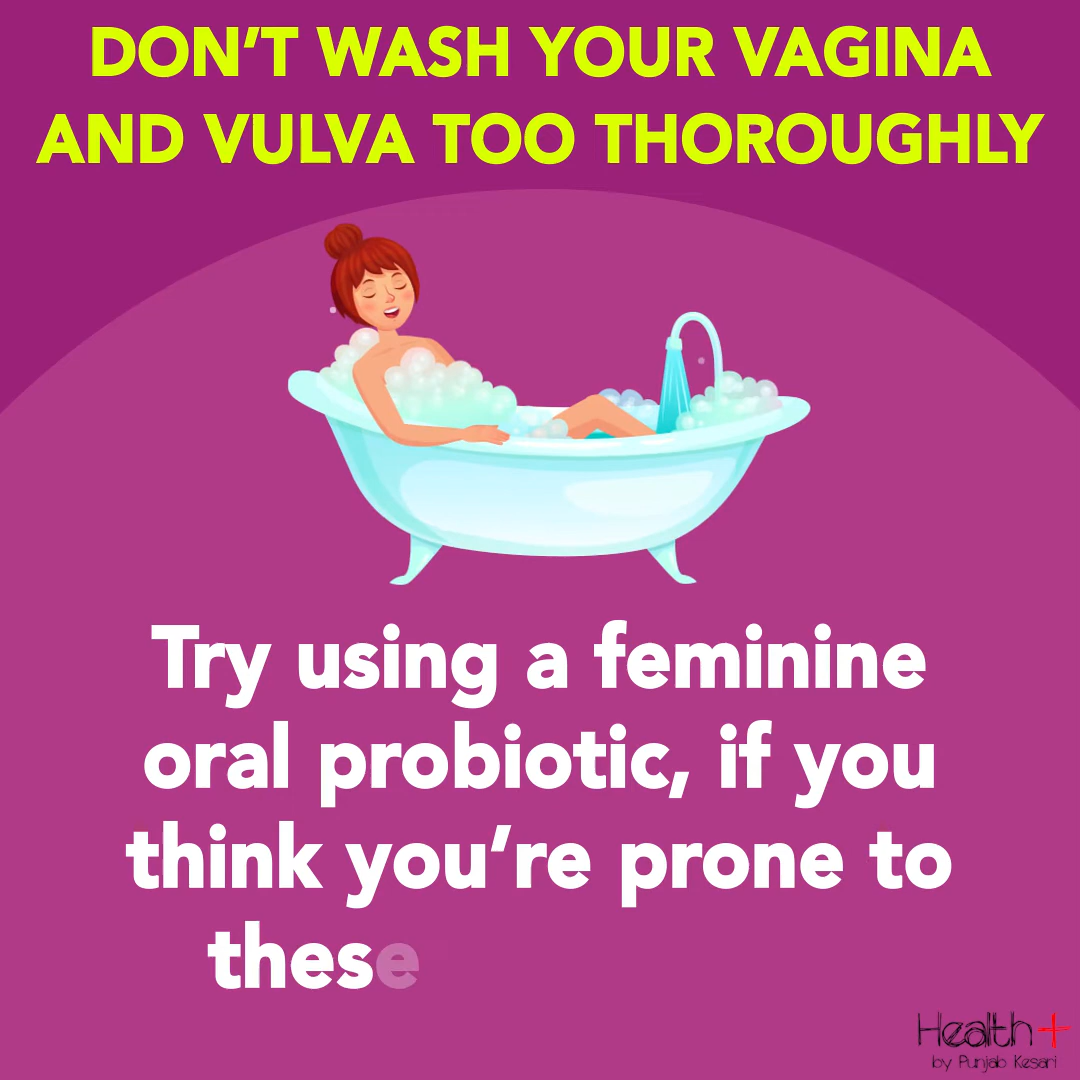 DON'T WASH YOUR VAGINA
AND VULVA TOO THOROUGHLY
Try using a feminine
oral probiotic, if you
think you're prone to
these
Health+
by Punjab Kesari